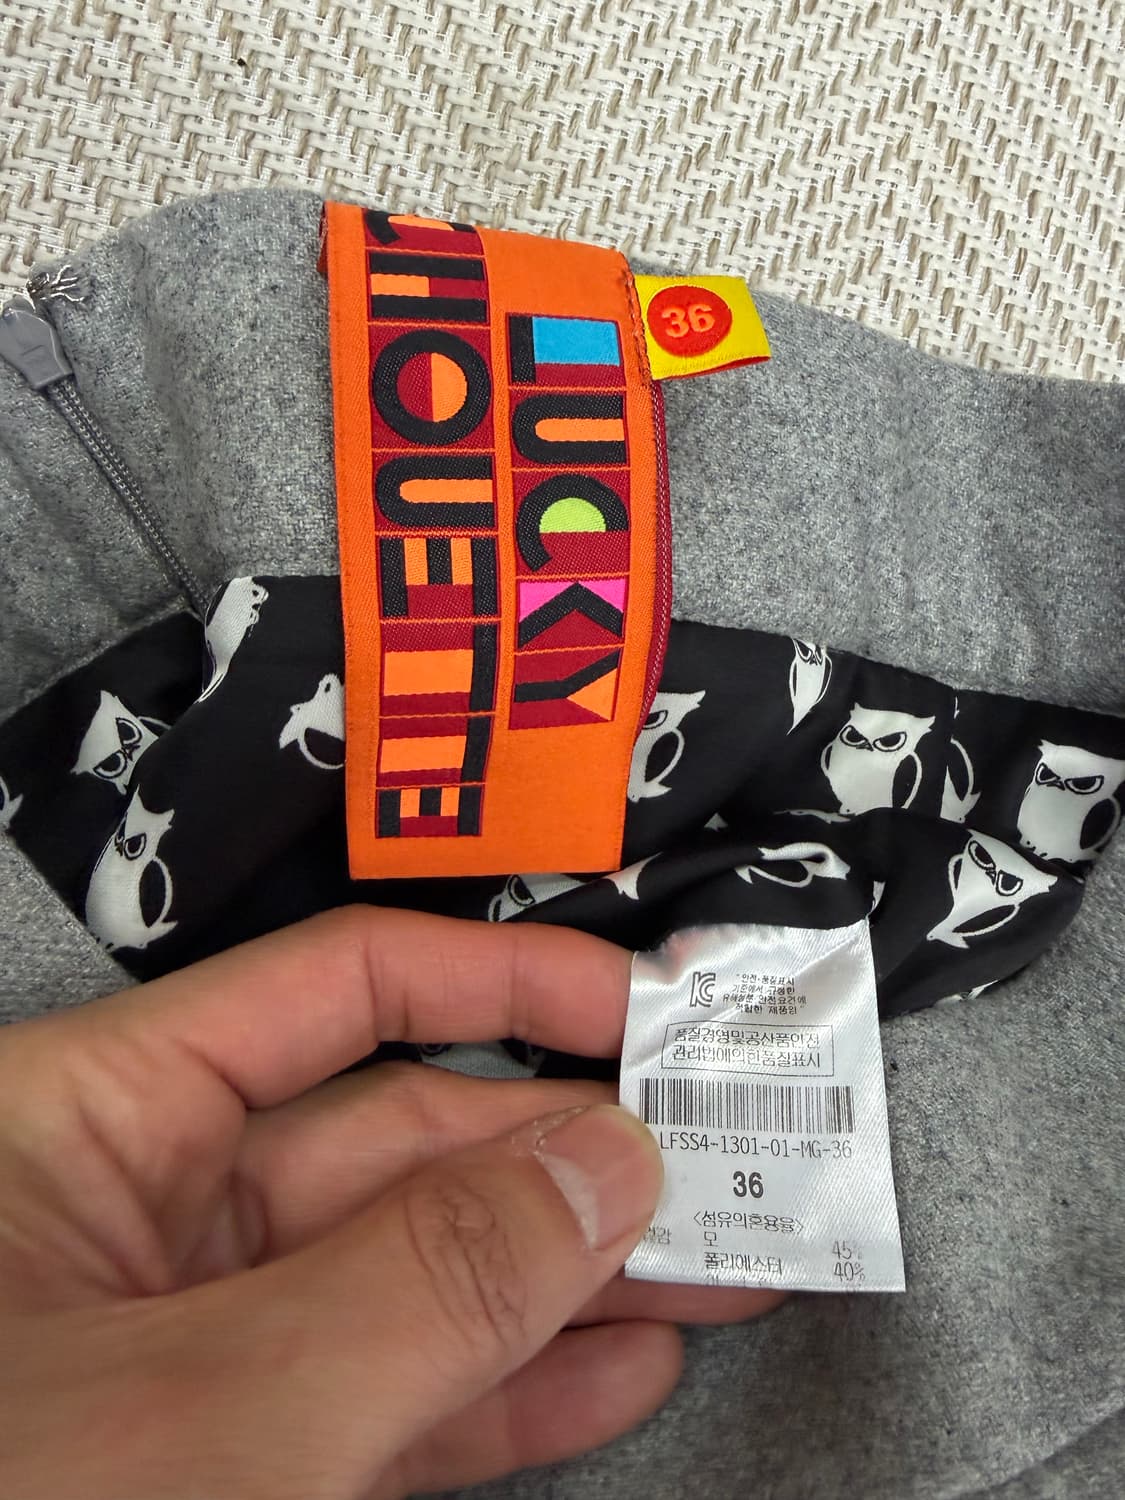 LUCKY
CHOUETTE
36
KC
"안전·품질표시
기준에서 규정한
유해물질 안전요건에
적합한 제품임"
품질경영및공산품안전
관리법에의한품질표시
LFSS4-1301-01-MG-36
36
<섬유의혼용율>
겉감 모 45%
폴리에스터 40%